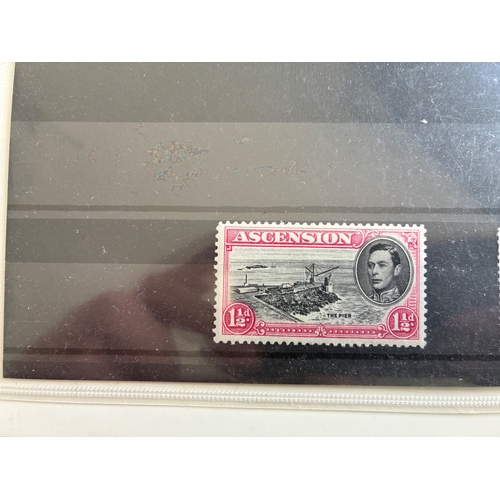 ASCENSION
1½d 1½d
THE PIER